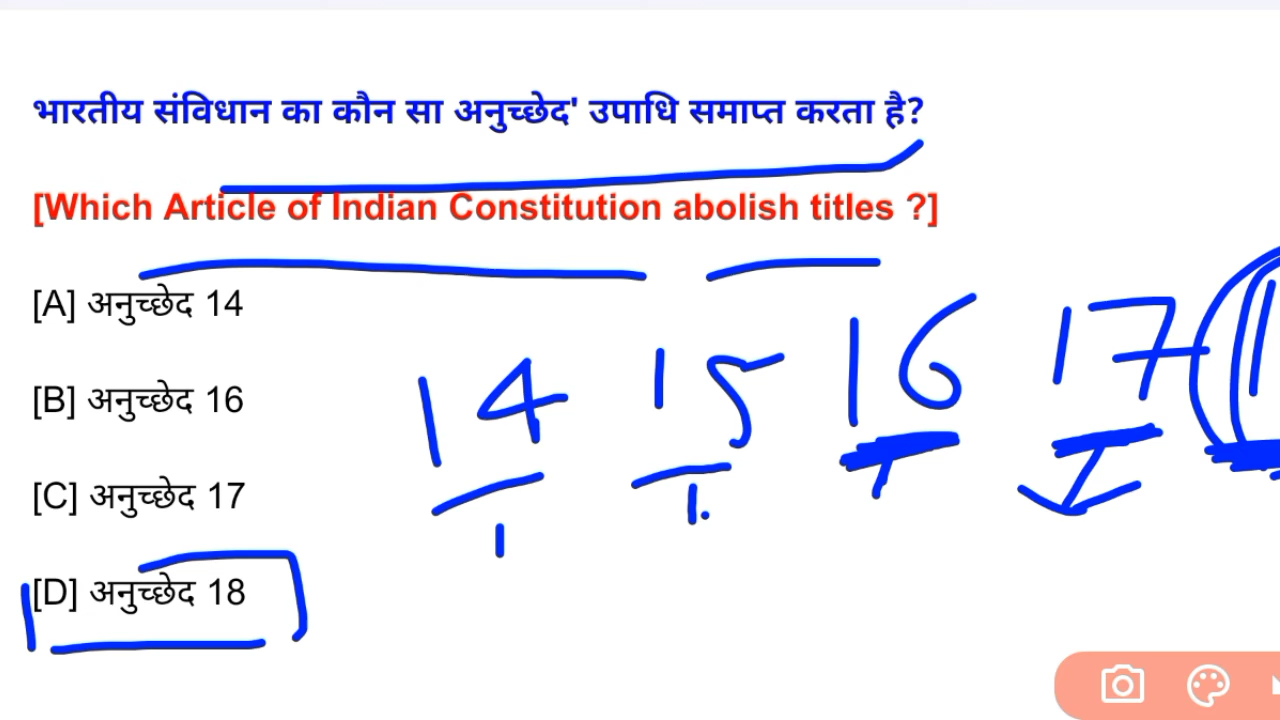 भारतीय संविधान का कौन सा अनुच्छेद' उपाधि समाप्त करता है?
[Which Article of Indian Constitution abolish titles ?]
[A] अनुच्छेद 14
[B] अनुच्छेद 16
[C] अनुच्छेद 17
[D] अनुच्छेद 18
14 15 16 17